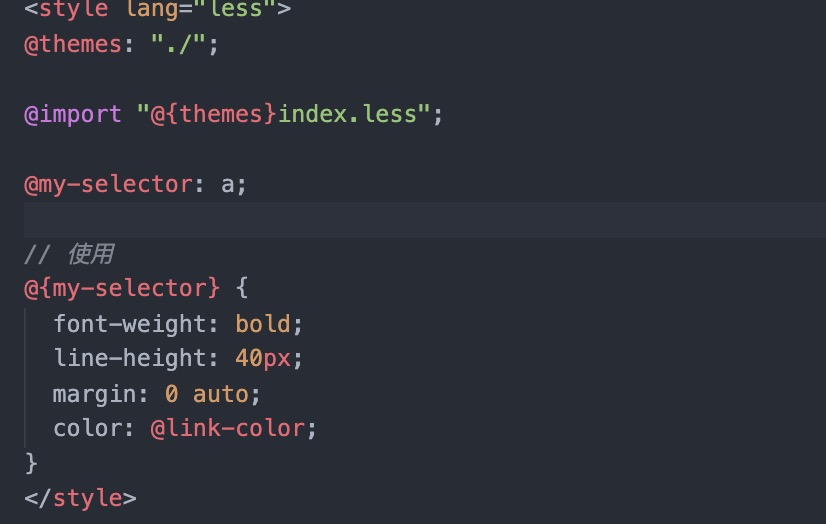 <style lang="less">
@themes: "./";
@import "@{themes}index.less";
@my-selector: a;
// 使用
@{my-selector} {
font-weight: bold;
line-height: 40px;
margin: 0 auto;
color: @link-color;
}
</style>